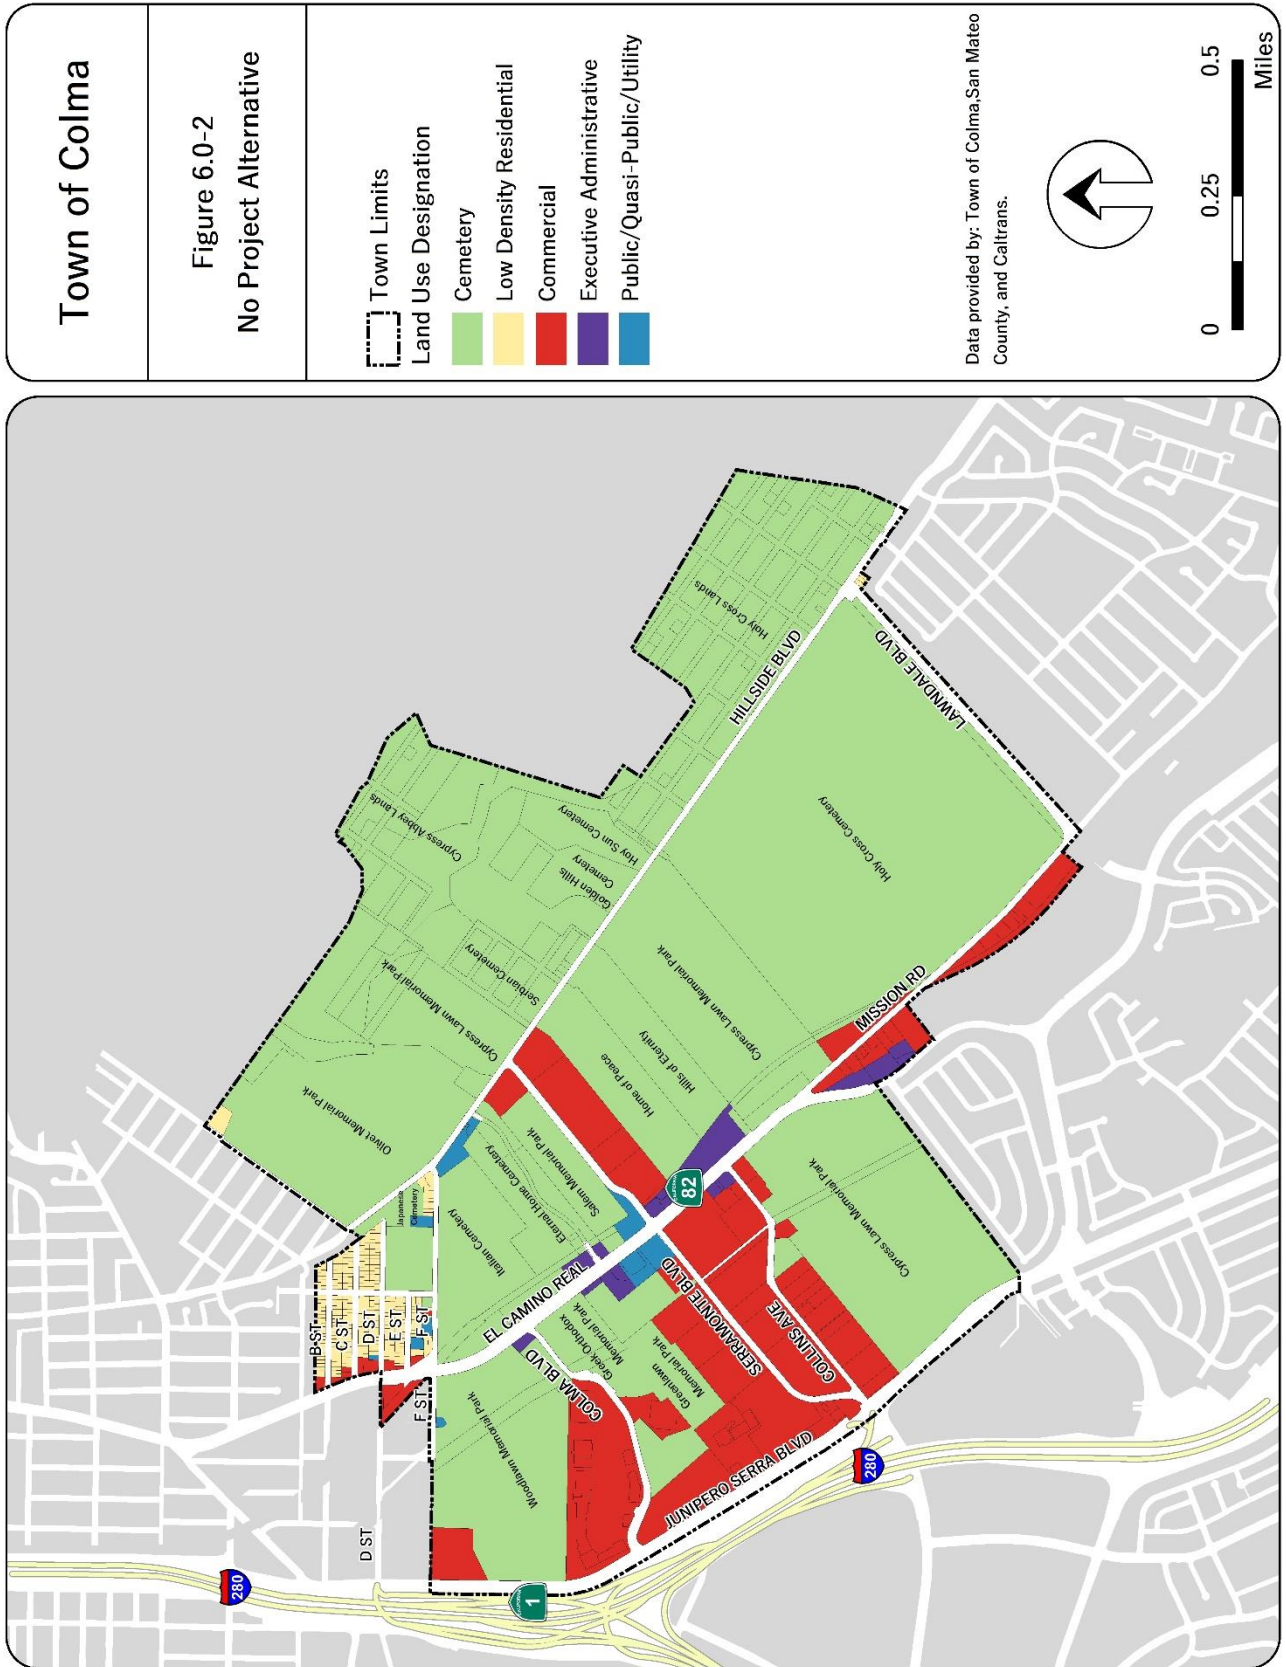 Town of Colma
Figure 6.0-2
No Project Alternative
Town Limits
Land Use Designation
Cemetery
Low Density Residential
Commercial
Executive Administrative
Public/Quasi-Public/Utility
Data provided by: Town of Colma,San Mateo
County, and Caltrans.
0
0.25
0.5
Miles
280
1
D ST
B ST
C ST
D ST
E ST
F ST
F ST
Japanese
Cemetery
Olivet Memorial Park
Cypress Lawn Memorial Park
Cypress Abbey Lands
Serbian Cemetery
Golden Hills
Cemetery
Hoy Sun Cemetery
Holy Cross Lands
HILLSIDE BLVD
LAWNDALE BLVD
Italian Cemetery
Eternal Home Cemetery
Salem Memorial Park
Home of Peace
Hills of Eternity
Cypress Lawn Memorial Park
Holy Cross Cemetery
MISSION RD
EL CAMINO REAL
CALIFORNIA
82
Woodlawn Memorial Park
COLMA BLVD
Greek Orthodox
Memorial Park
Greenlawn
Memorial Park
SERRAMONTE BLVD
COLLINS AVE
Cypress Lawn Memorial Park
JUNIPERO SERRA BLVD
280